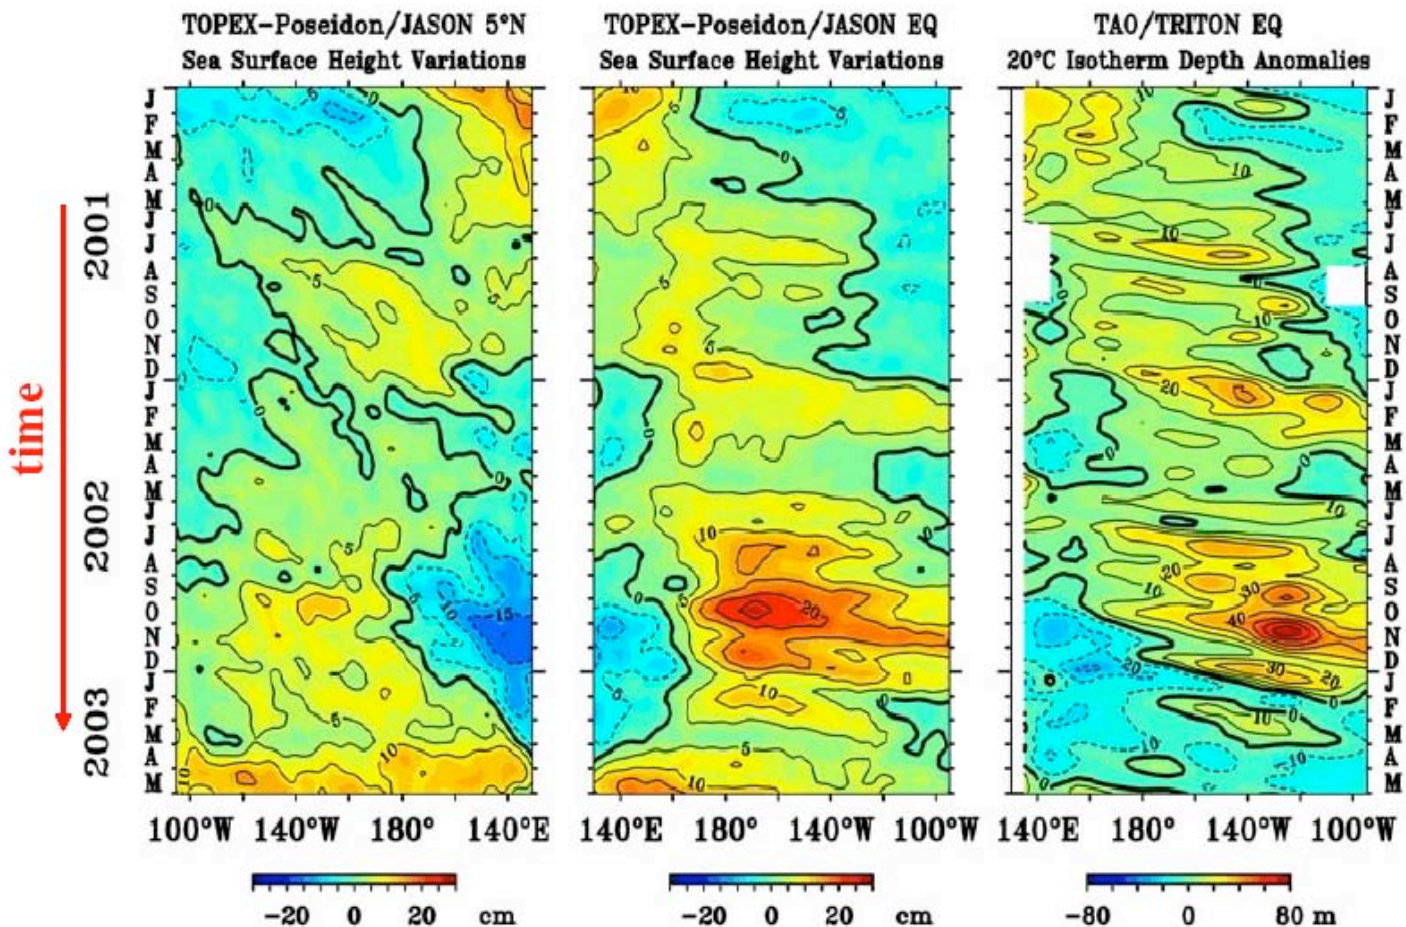 TOPEX-Poseidon/JASON 5°N
Sea Surface Height Variations
TOPEX-Poseidon/JASON EQ
Sea Surface Height Variations
TAO/TRITON EQ
20°C Isotherm Depth Anomalies
J
F
M
A
M
J
J
A
S
O
N
D
J
F
M
A
M
J
J
A
S
O
N
D
J
F
M
A
M
time
2001
2002
2003
J
F
M
A
M
J
J
A
S
O
N
D
J
F
M
A
M
J
J
A
S
O
N
D
J
F
M
A
M
100°W 140°W 180° 140°E
140°E 180° 140°W 100°W
140°E 180° 140°W 100°W
-20 0 20 cm
-20 0 20 cm
-80 0 80 m